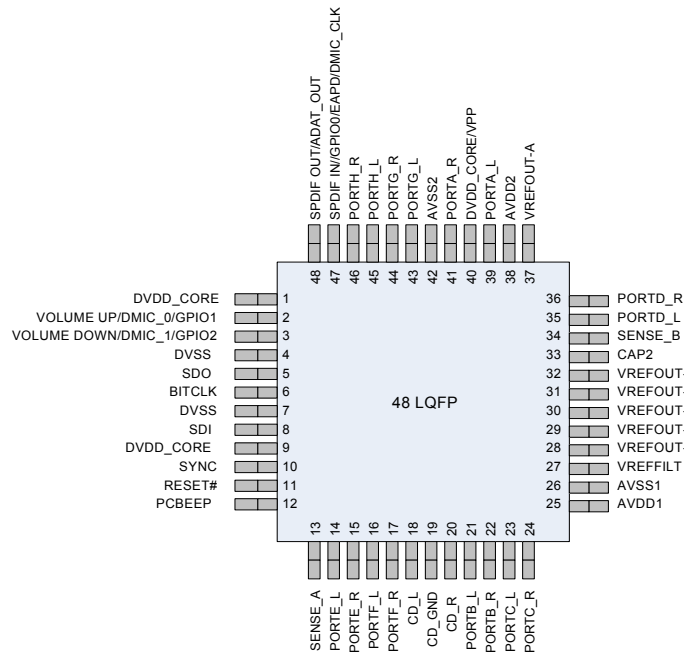 SPDIF OUT/ADAT_OUT
SPDIF IN//GPIO0/EAPD/DMIC_CLK
PORTH_R
PORTH_L
PORTG_R
PORTG_L
AVSS2
PORTA_R
DVDD_CORE/VPP
PORTA_L
AVDD2
VREFOUT-A
48
47
46
45
44
43
42
41
40
39
38
37
DVDD_CORE 1
VOLUME UP/DMIC_0/GPIO1 2
VOLUME DOWN/DMIC_1/GPIO2 3
DVSS 4
SDO 5
BITCLK 6
DVSS 7
SDI 8
DVDD_CORE 9
SYNC 10
RESET# 11
PCBEEP 12
48 LQFP
36 PORTD_R
35 PORTD_L
34 SENSE_B
33 CAP2
32 VREFOUT-
31 VREFOUT-
30 VREFOUT-
29 VREFOUT-
28 VREFOUT-
27 VREFFILT
26 AVSS1
25 AVDD1
13
14
15
16
17
18
19
20
21
22
23
24
SENSE_A
PORTE_L
PORTE_R
PORTF_L
PORTF_R
CD_L
CD_GND
CD_R
PORTB_L
PORTB_R
PORTC_L
PORTC_R